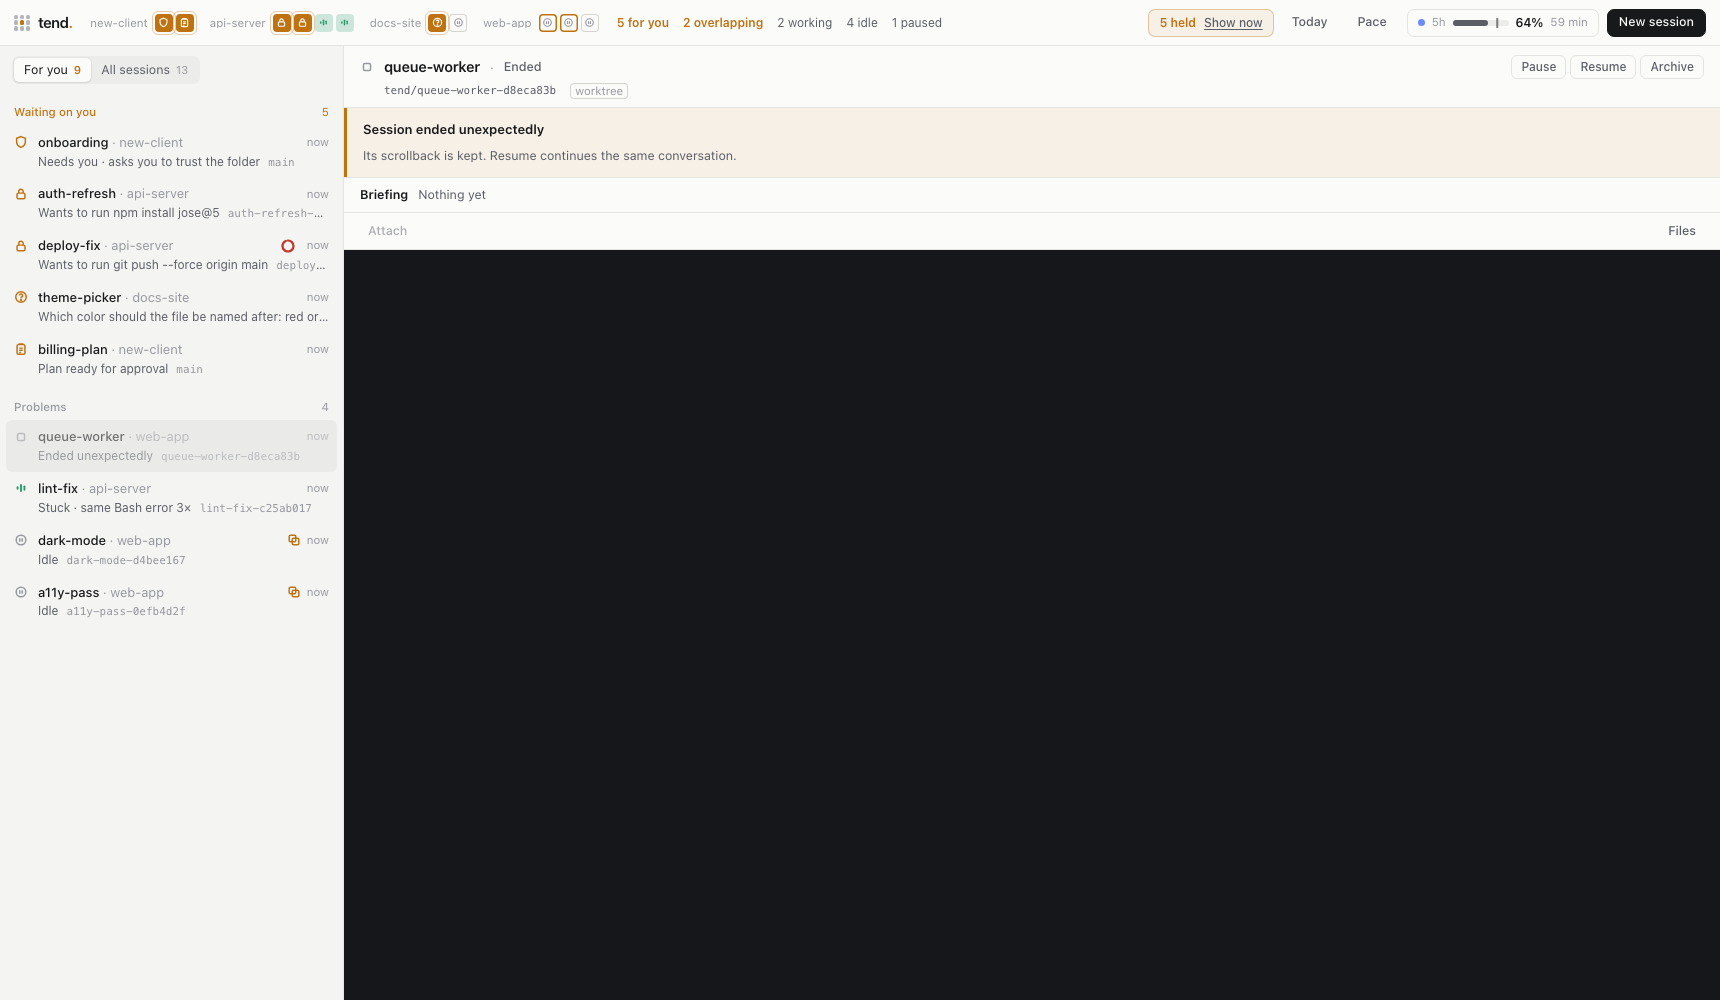 tend. new-client api-server docs-site web-app 5 for you 2 overlapping 2 working 4 idle 1 paused 5 held Show now Today Pace 5h 64% 59 min New session
For you 9 All sessions 13
Waiting on you 5
onboarding · new-client now
Needs you · asks you to trust the folder main
auth-refresh · api-server now
Wants to run npm install jose@5 auth-refresh-…
deploy-fix · api-server now
Wants to run git push --force origin main deploy…
theme-picker · docs-site now
Which color should the file be named after: red or…
billing-plan · new-client now
Plan ready for approval main
Problems 4
queue-worker · web-app now
Ended unexpectedly queue-worker-d8eca83b
lint-fix · api-server now
Stuck · same Bash error 3× lint-fix-c25ab017
dark-mode · web-app now
Idle dark-mode-d4bee167
a11y-pass · web-app now
Idle a11y-pass-0efb4d2f
queue-worker · Ended Pause Resume Archive
tend/queue-worker-d8eca83b worktree
Session ended unexpectedly
Its scrollback is kept. Resume continues the same conversation.
Briefing Nothing yet
Attach Files